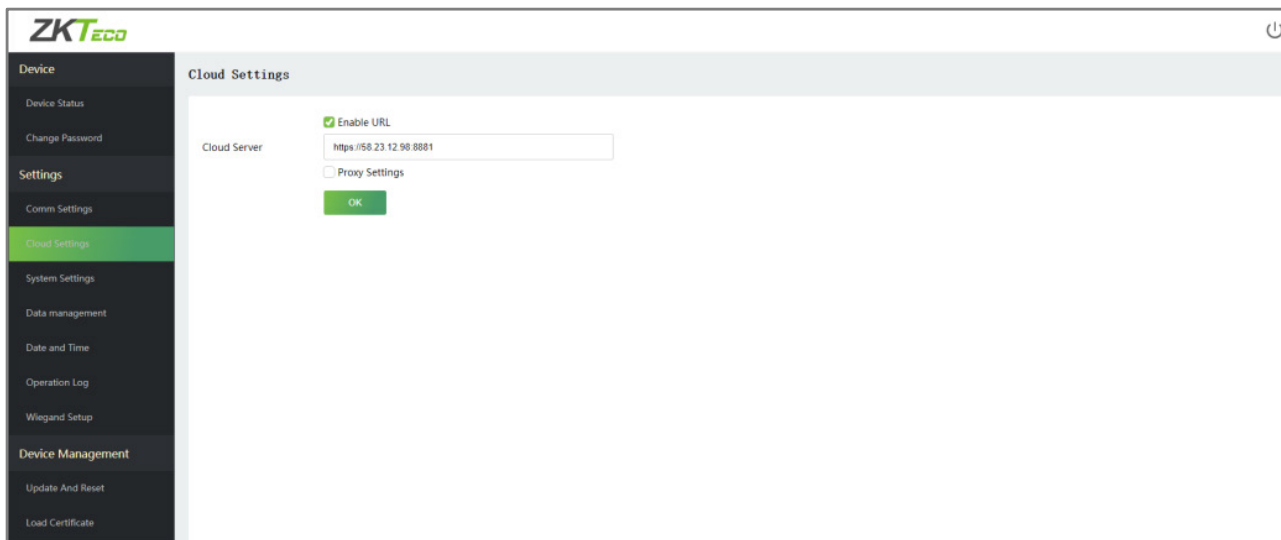 ZKTeco
Device
Device Status
Change Password
Settings
Comm Settings
Cloud Settings
System Settings
Data management
Date and Time
Operation Log
Wiegand Setup
Device Management
Update And Reset
Load Certificate
Cloud Settings
Enable URL
Cloud Server
https://58.23.12.98:8881
Proxy Settings
OK